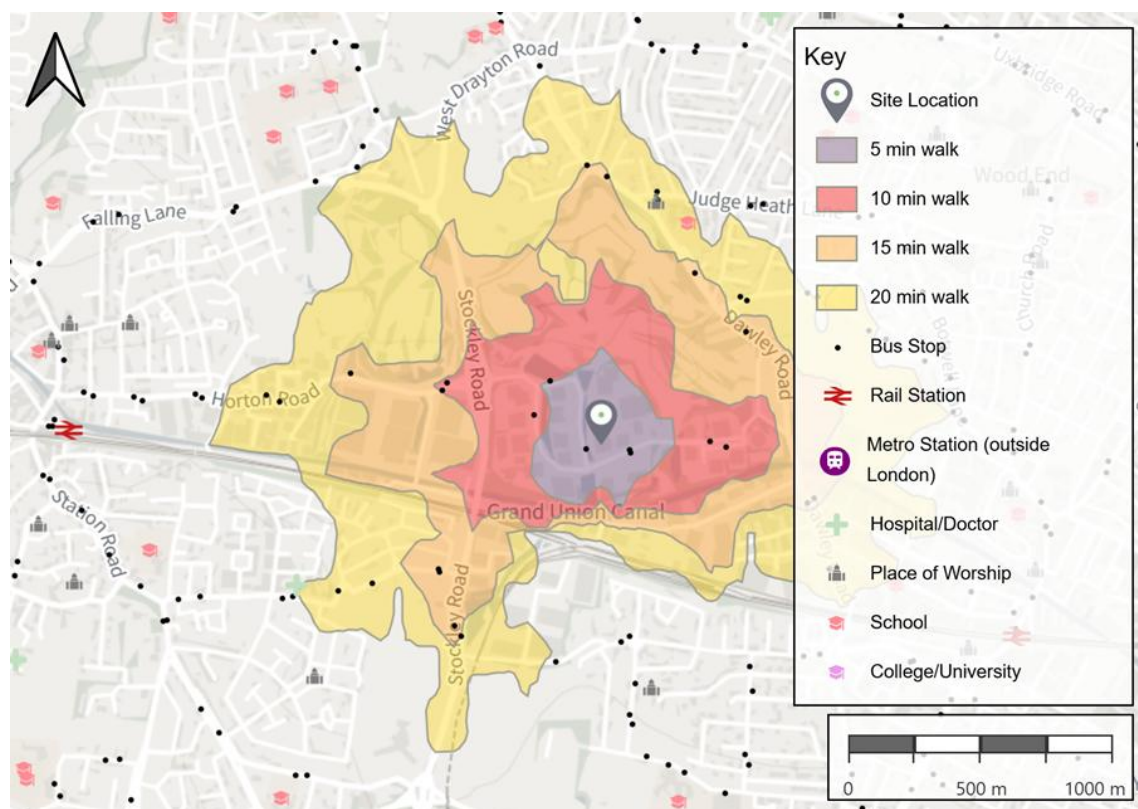 West Drayton Road
Falling Lane
Judge Heath Lane
Stockley Road
Dawley Road
Horton Road
Grand Union Canal
Station Road
Stockley Road
Uxbridge Road
Wood End
Church Road
Key
Site Location
5 min walk
10 min walk
15 min walk
20 min walk
Bus Stop
Rail Station
Metro Station (outside
London)
Hospital/Doctor
Place of Worship
School
College/University
0
500 m
1000 m